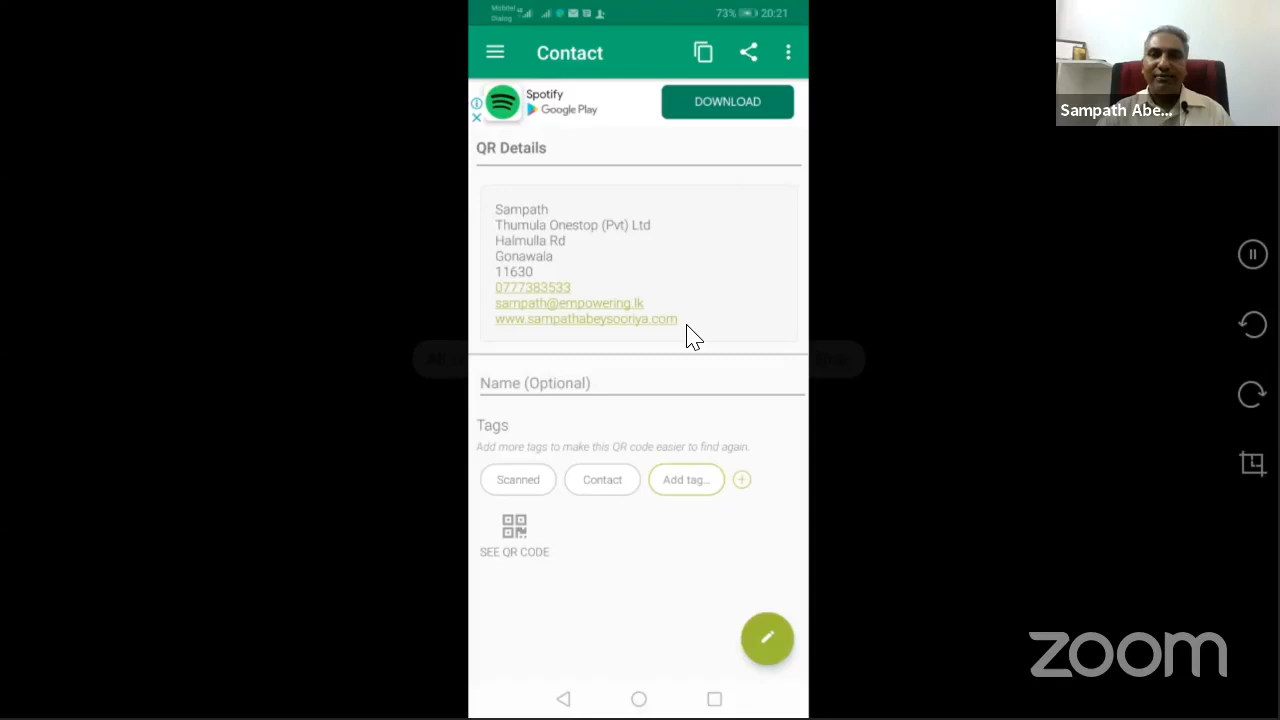 Mobitel
Dialog
73% 20:21
Contact
Spotify
Google Play
DOWNLOAD
QR Details
Sampath
Thumula Onestop (Pvt) Ltd
Halmulla Rd
Gonawala
11630
0777383533
sampath@empowering.lk
www.sampathabeysooriya.com
Name (Optional)
Tags
Add more tags to make this QR code easier to find again.
Scanned
Contact
Add tag...
SEE QR CODE
Sampath Abe...
zoom